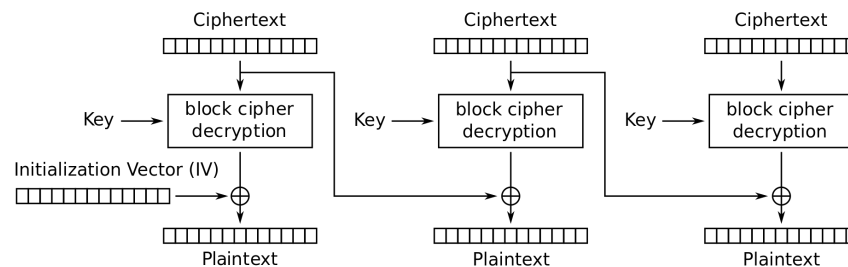 Ciphertext
Ciphertext
Ciphertext
block cipher
decryption
block cipher
decryption
block cipher
decryption
Key
Key
Key
Initialization Vector (IV)
Plaintext
Plaintext
Plaintext